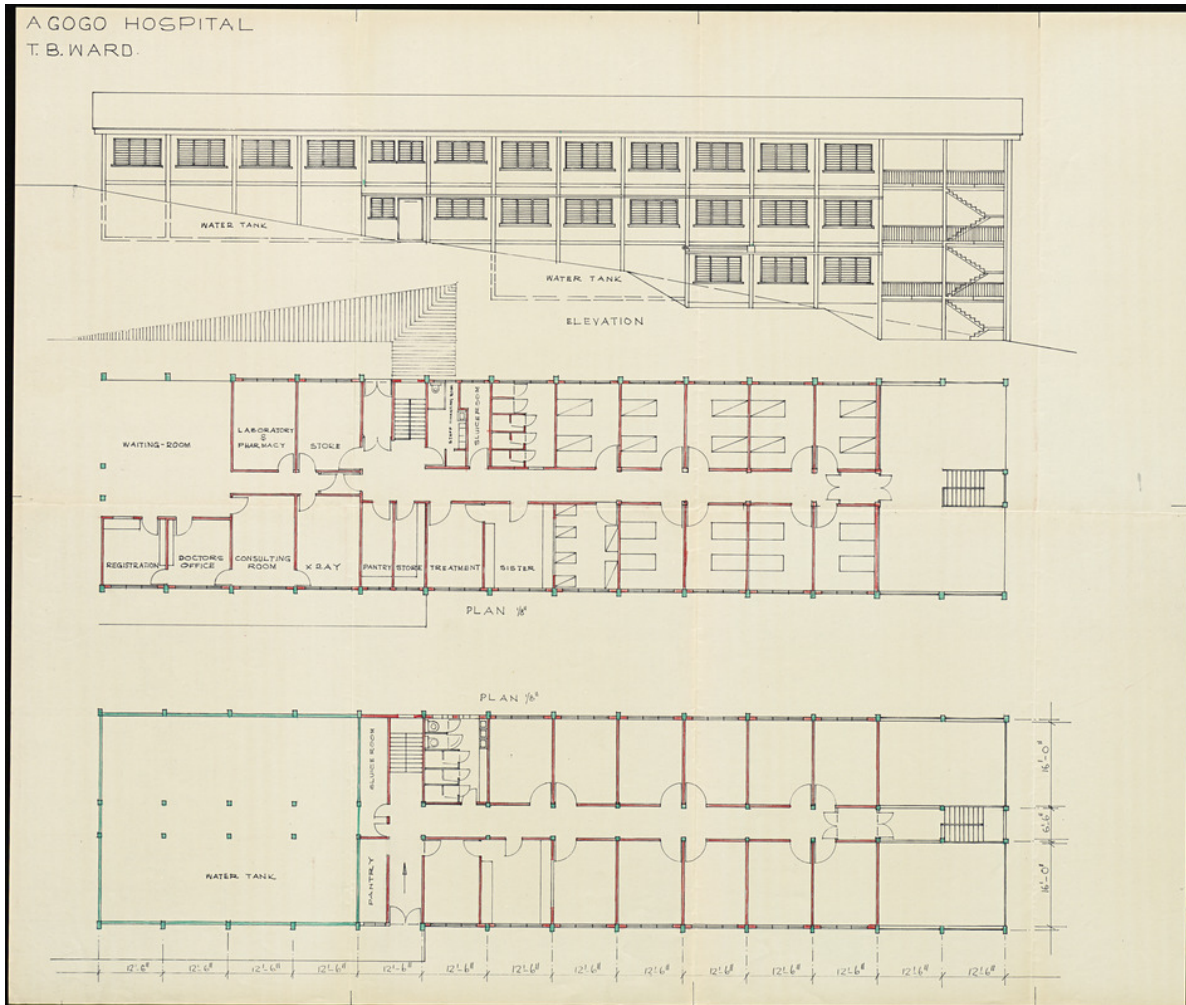 AGOGO HOSPITAL
T.B. WARD.
WATER TANK
WATER TANK
ELEVATION
WAITING-ROOM
LABORATORY
&
PHARMACY
STORE
SLUICEROOM
REGISTRATION
DOCTORS
OFFICE
CONSULTING
ROOM
X RAY
PANTRY
STORE
TREATMENT
SISTER
PLAN 1/8"
PLAN 1/8"
SLUICE ROOM
PANTRY
WATER TANK
16'-0"
6'-6"
16'-0"
12'-6" 12'-6" 12'-6" 12'-6" 12'-6" 12'-6" 12'-6" 12'-6" 12'-6" 12'-6" 12'-6" 12'-6" 12'-6" 12'-6"